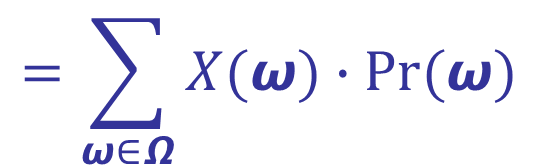 = ∑ X(ω) · Pr(ω)
ω∈Ω